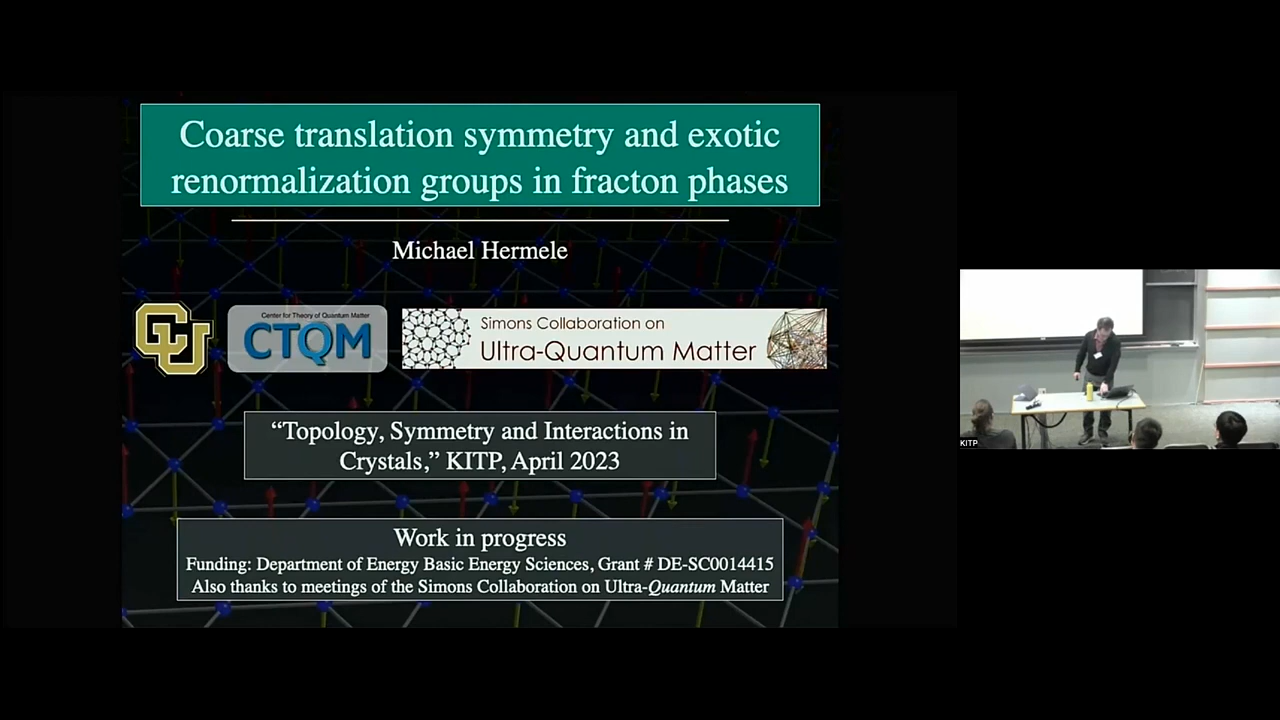 Coarse translation symmetry and exotic
renormalization groups in fracton phases
Michael Hermele
CU
Center for Theory of Quantum Matter
CTQM
Simons Collaboration on
Ultra-Quantum Matter
“Topology, Symmetry and Interactions in
Crystals,” KITP, April 2023
Work in progress
Funding: Department of Energy Basic Energy Sciences, Grant # DE-SC0014415
Also thanks to meetings of the Simons Collaboration on Ultra-Quantum Matter
KITP